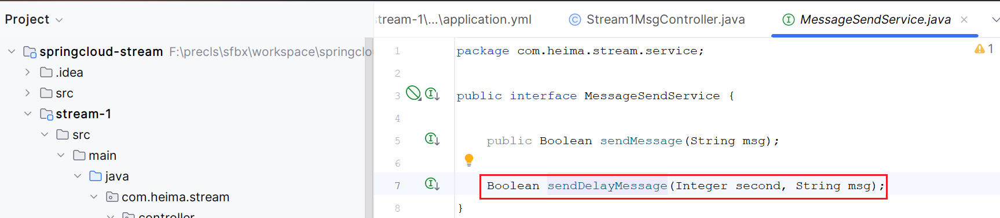 Project
springcloud-stream F:\precls\sfbx\workspace\springclou
.idea
src
stream-1
src
main
java
com.heima.stream
controller
stream-1\...\application.yml
Stream1MsgController.java
MessageSendService.java
1
1 package com.heima.stream.service;
2
3 public interface MessageSendService {
4
5 public Boolean sendMessage(String msg);
6
7 Boolean sendDelayMessage(Integer second, String msg);
8 }